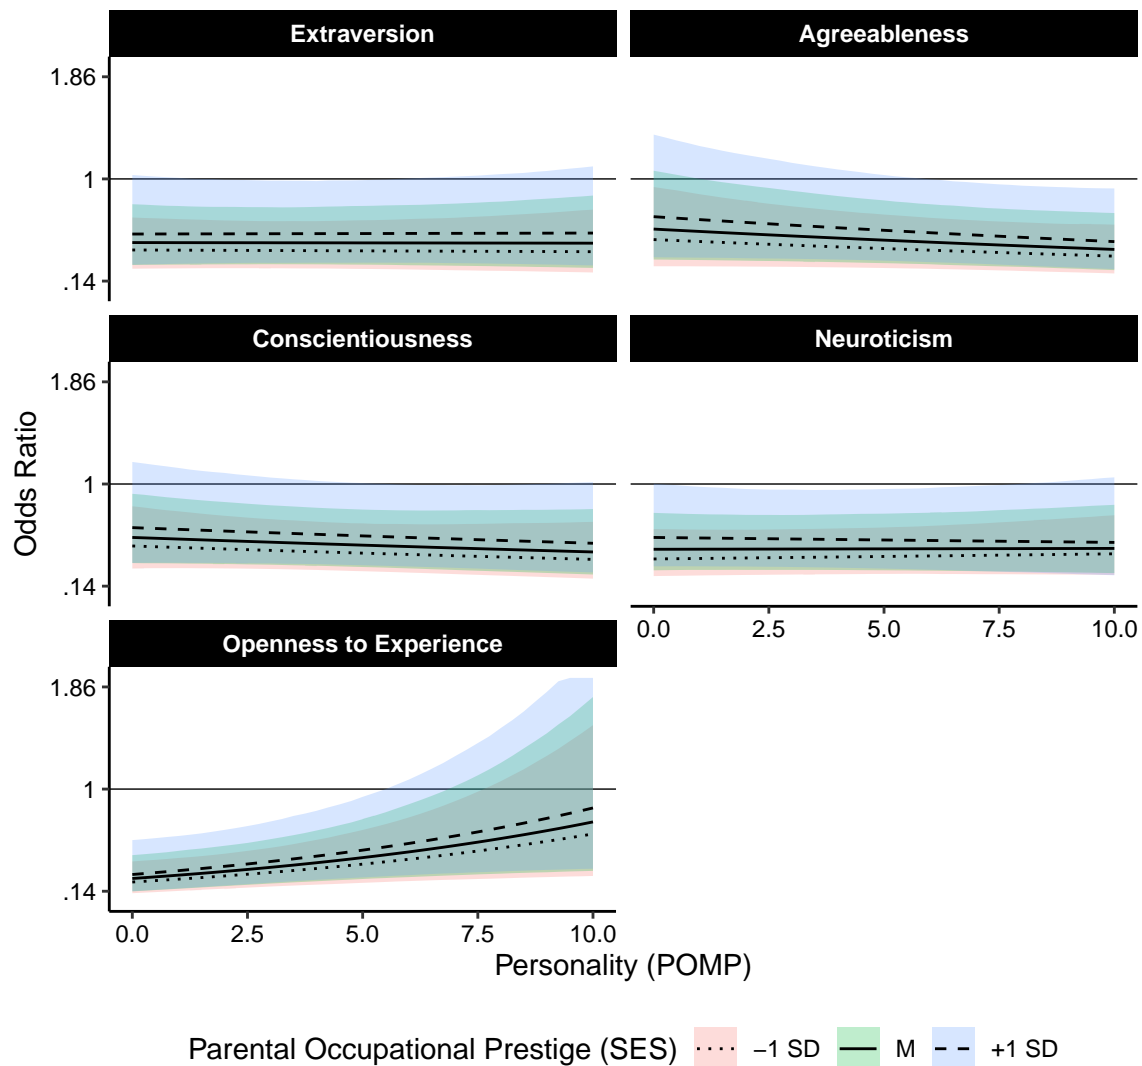 Extraversion
Agreeableness
1.86
1
.14
Conscientiousness
Neuroticism
1.86
1
.14
0.0 2.5 5.0 7.5 10.0
Openness to Experience
1.86
1
.14
0.0 2.5 5.0 7.5 10.0
Odds Ratio
Personality (POMP)
Parental Occupational Prestige (SES) −1 SD M +1 SD